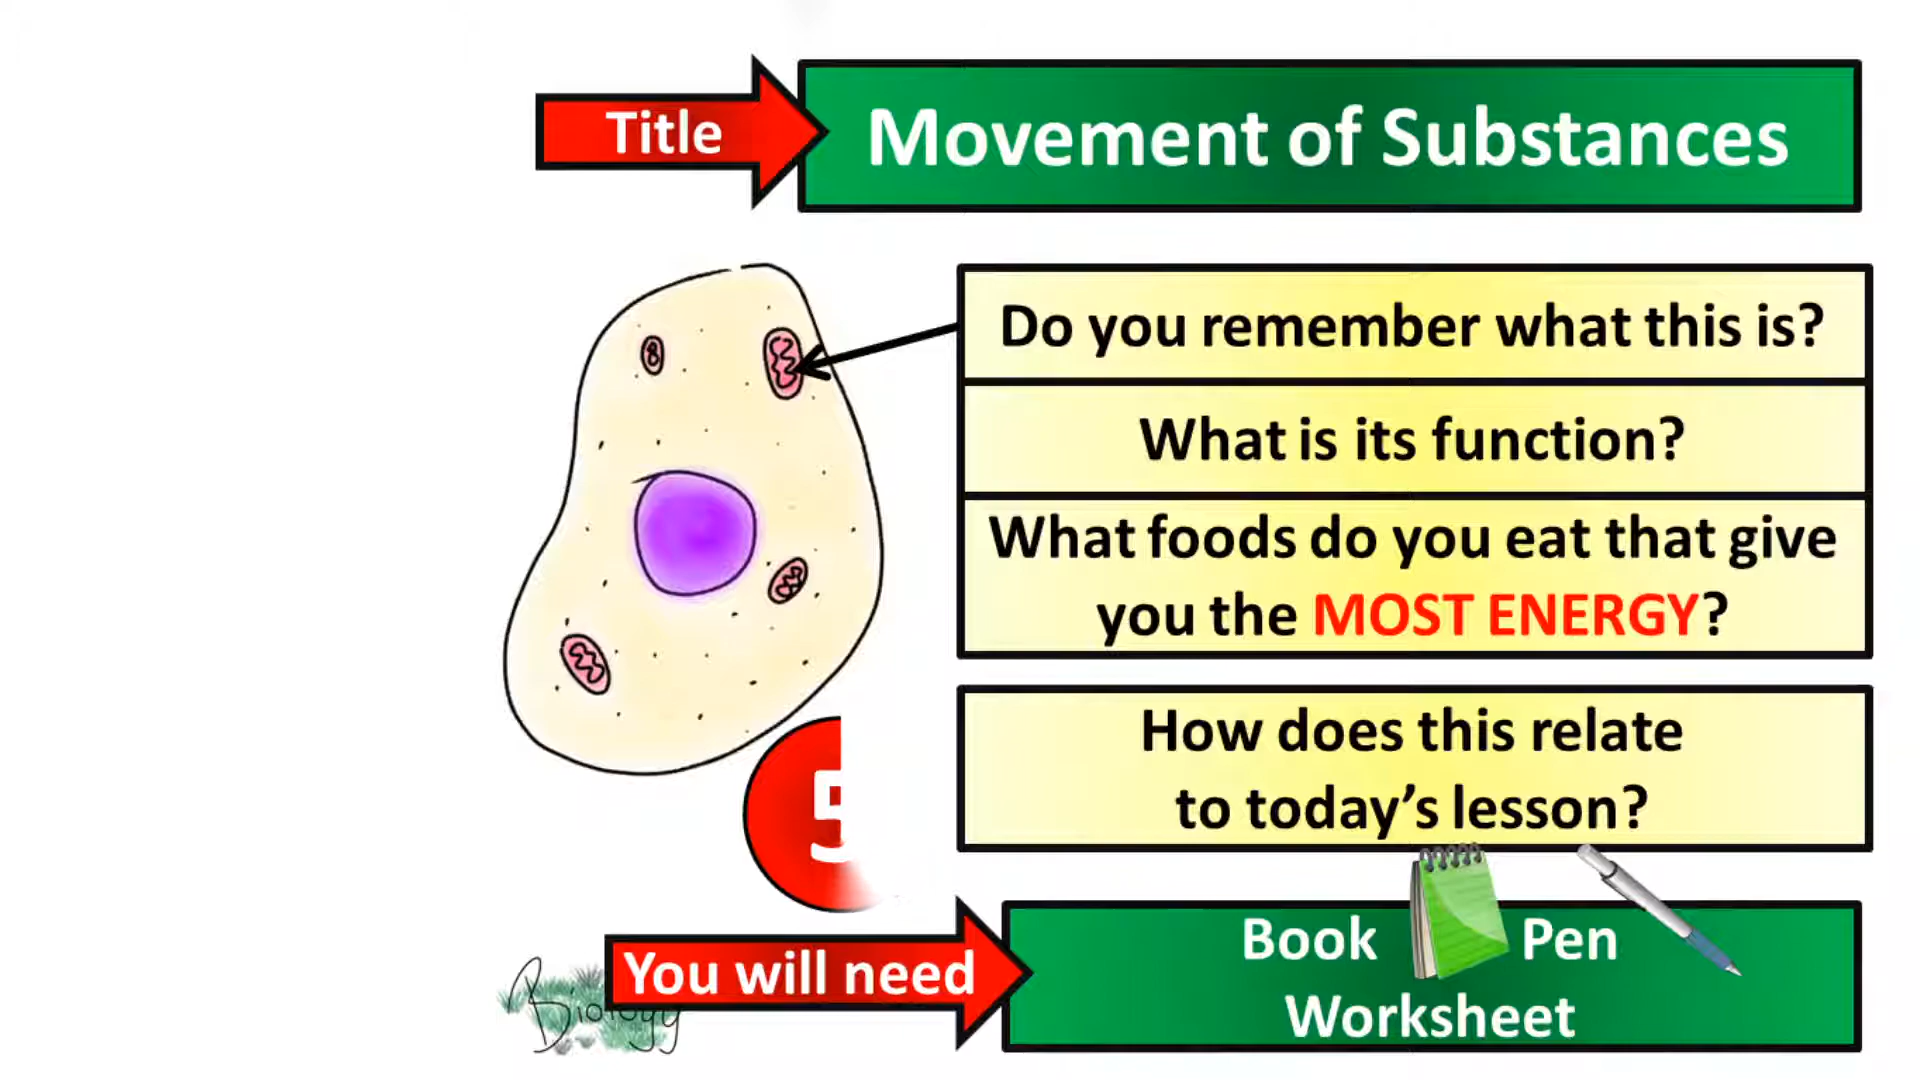 Title
Movement of Substances
Do you remember what this is?
What is its function?
What foods do you eat that give
you the MOST ENERGY?
How does this relate
to today’s lesson?
5
You will need
Book Pen
Worksheet
Biology